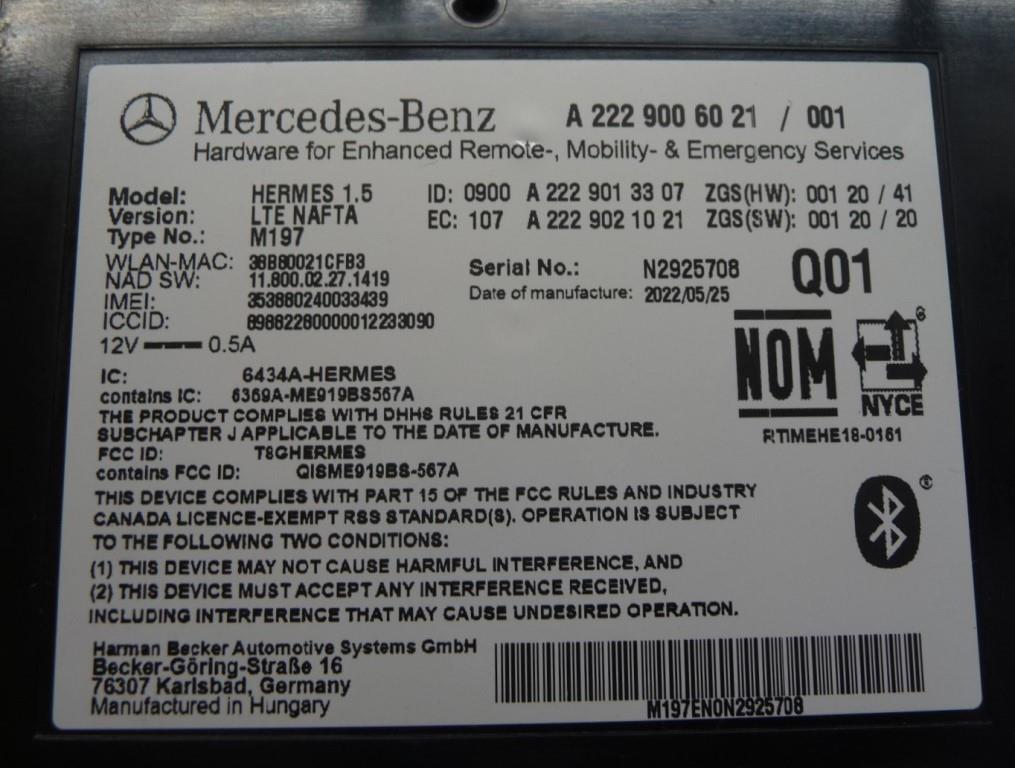 Mercedes-Benz A 222 900 60 21 / 001
Hardware for Enhanced Remote-, Mobility- & Emergency Services
Model: HERMES 1.5 ID: 0900 A 222 901 33 07 ZGS(HW): 001 20 / 41
Version: LTE NAFTA EC: 107 A 222 902 10 21 ZGS(SW): 001 20 / 20
Type No.: M197
WLAN-MAC: 38B80021CFB3
NAD SW: 11.800.02.27.1419
IMEI: 353880240033439
ICCID: 89882280000012233090
Serial No.: N2925708 Q01
Date of manufacture: 2022/05/25
12V 0.5A
NOM
NYCE
RTIMEHE18-0161
IC: 6434A-HERMES
contains IC: 6369A-ME919BS567A
THE PRODUCT COMPLIES WITH DHHS RULES 21 CFR
SUBCHAPTER J APPLICABLE TO THE DATE OF MANUFACTURE.
FCC ID: T8GHERMES
contains FCC ID: QISME919BS-567A
THIS DEVICE COMPLIES WITH PART 15 OF THE FCC RULES AND INDUSTRY
CANADA LICENCE-EXEMPT RSS STANDARD(S). OPERATION IS SUBJECT
TO THE FOLLOWING TWO CONDITIONS:
(1) THIS DEVICE MAY NOT CAUSE HARMFUL INTERFERENCE, AND
(2) THIS DEVICE MUST ACCEPT ANY INTERFERENCE RECEIVED,
INCLUDING INTERFERENCE THAT MAY CAUSE UNDESIRED OPERATION.
Harman Becker Automotive Systems GmbH
Becker-Göring-Straße 16
76307 Karlsbad, Germany
Manufactured in Hungary
M197EN0N2925708